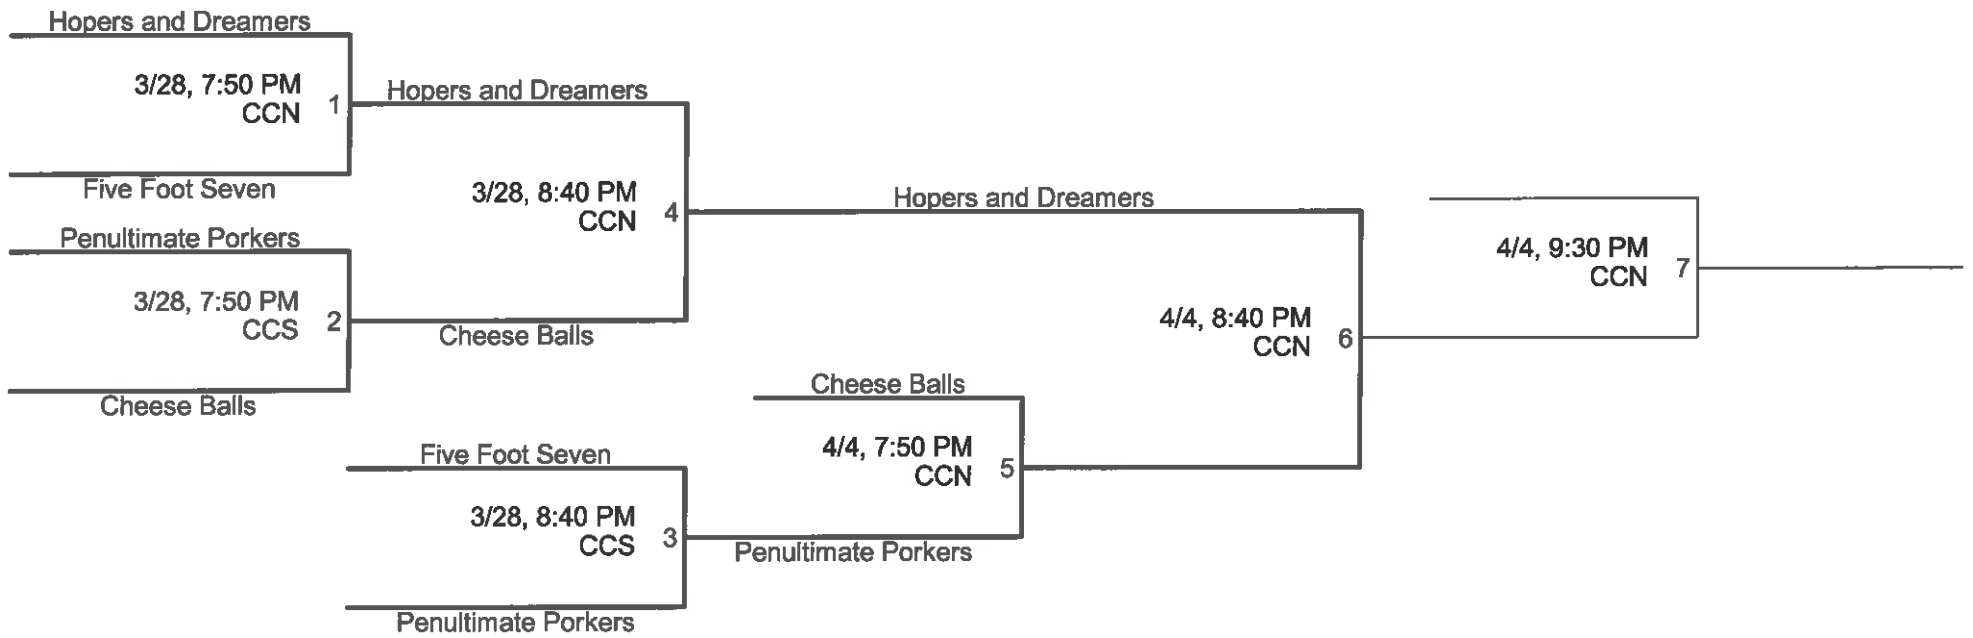 Hopers and Dreamers
3/28, 7:50 PM
CCN
1
Five Foot Seven
Penultimate Porkers
3/28, 7:50 PM
CCS
2
Cheese Balls
Hopers and Dreamers
3/28, 8:40 PM
CCN
4
Cheese Balls
Five Foot Seven
3/28, 8:40 PM
CCS
3
Penultimate Porkers
Hopers and Dreamers
Cheese Balls
4/4, 7:50 PM
CCN
5
Penultimate Porkers
4/4, 8:40 PM
CCN
6
4/4, 9:30 PM
CCN
7